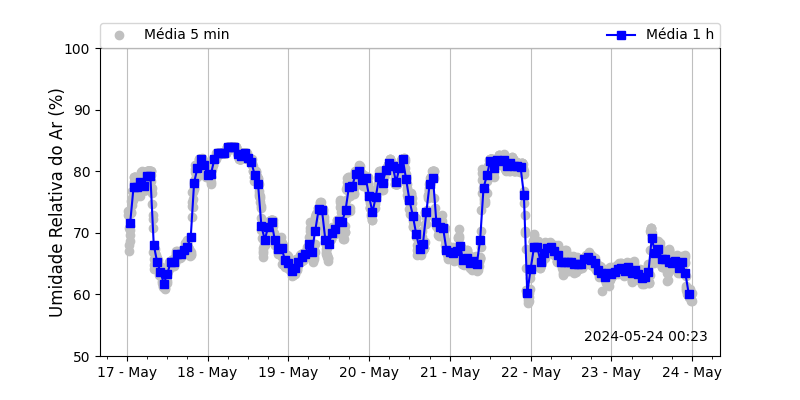 Média 5 min Média 1 h
Umidade Relativa do Ar (%)
100
90
80
70
60
50
2024-05-24 00:23
17 - May 18 - May 19 - May 20 - May 21 - May 22 - May 23 - May 24 - May